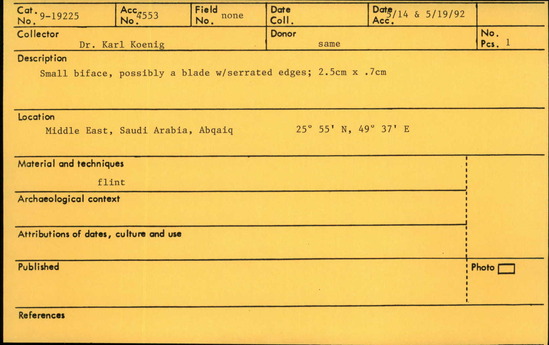 Cat. No. 9-19225 Acc. No. 4553 Field No. none Date Coll. Date Acc. 5/14 & 5/19/92
Collector Donor No. Pcs. 1
Dr. Karl Koenig same
Description
Small biface, possibly a blade w/serrated edges; 2.5cm x .7cm
Location
Middle East, Saudi Arabia, Abqaiq 25° 55' N, 49° 37' E
Material and techniques
flint
Archaeological context
Attributions of dates, culture and use
Published Photo
References